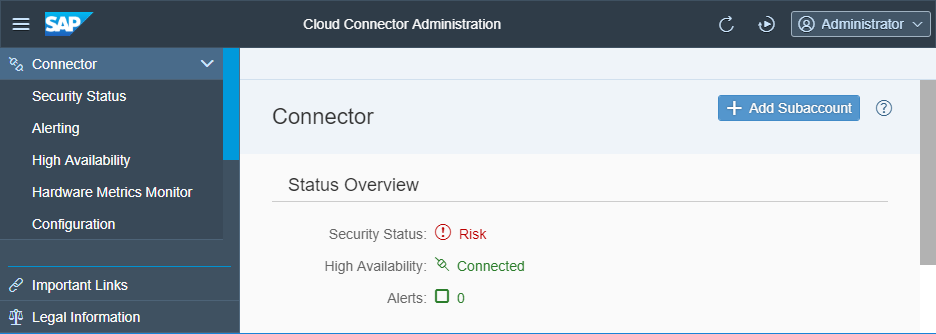 SAP
Cloud Connector Administration
Administrator
Connector
Security Status
Alerting
High Availability
Hardware Metrics Monitor
Configuration
Important Links
Legal Information
Connector
+ Add Subaccount
?
Status Overview
Security Status: ! Risk
High Availability: Connected
Alerts: 0